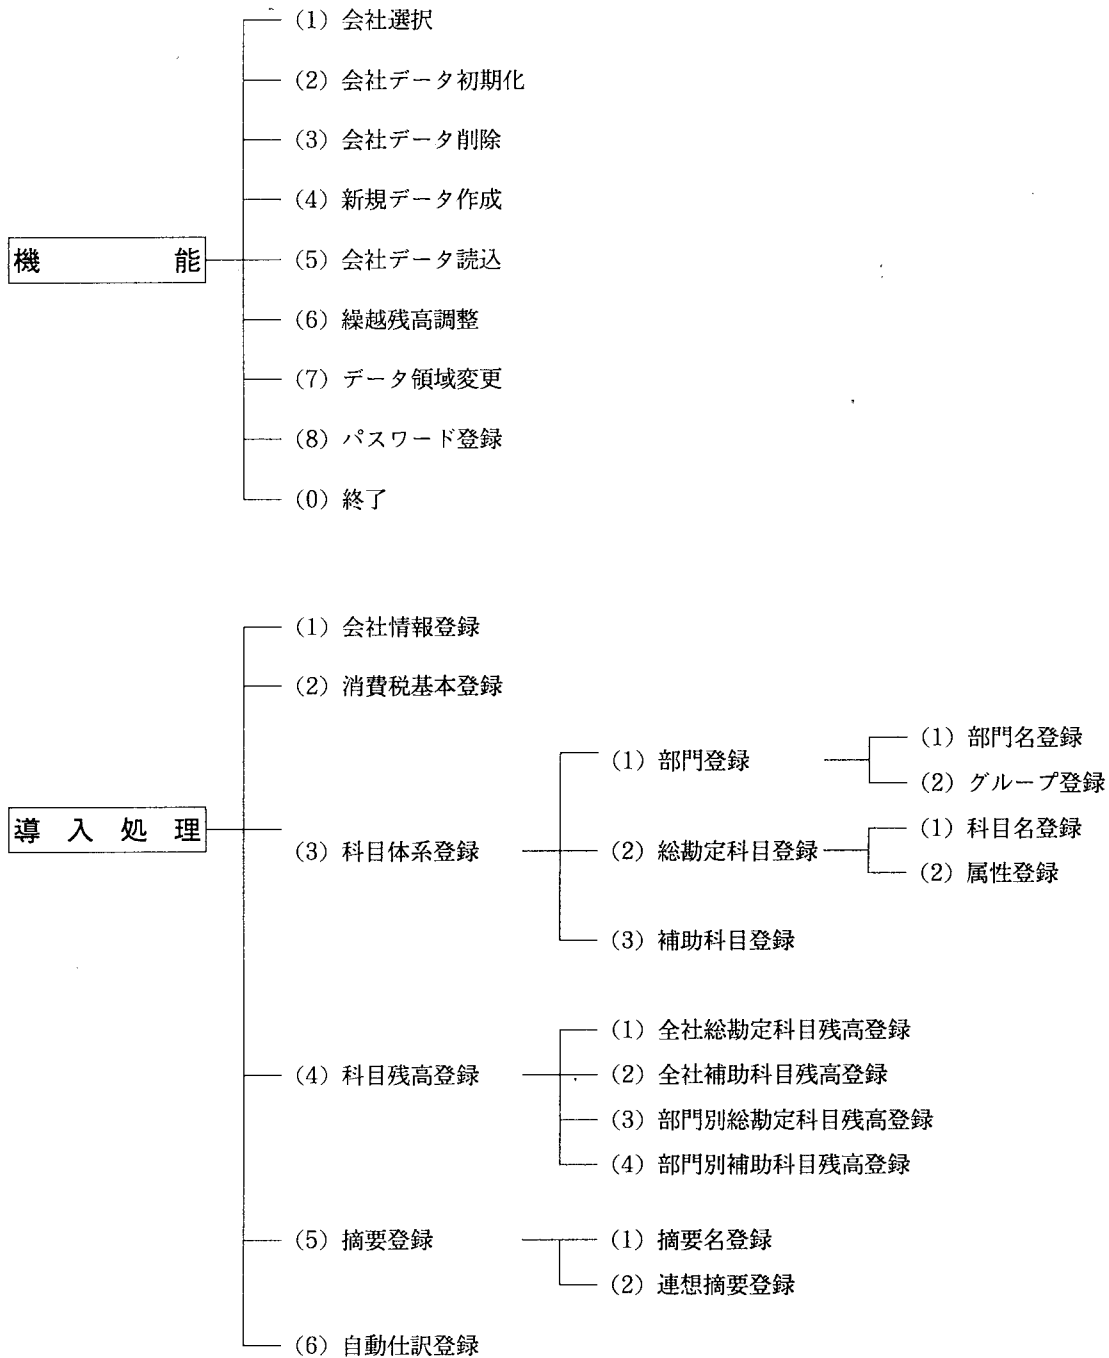 (1) 会社選択
(2) 会社データ初期化
(3) 会社データ削除
(4) 新規データ作成
機能
(5) 会社データ読込
(6) 繰越残高調整
(7) データ領域変更
(8) パスワード登録
(0) 終了
(1) 会社情報登録
(2) 消費税基本登録
導入処理
(3) 科目体系登録
(1) 部門登録
(1) 部門名登録
(2) グループ登録
(2) 総勘定科目登録
(1) 科目名登録
(2) 属性登録
(3) 補助科目登録
(4) 科目残高登録
(1) 全社総勘定科目残高登録
(2) 全社補助科目残高登録
(3) 部門別総勘定科目残高登録
(4) 部門別補助科目残高登録
(5) 摘要登録
(1) 摘要名登録
(2) 連想摘要登録
(6) 自動仕訳登録